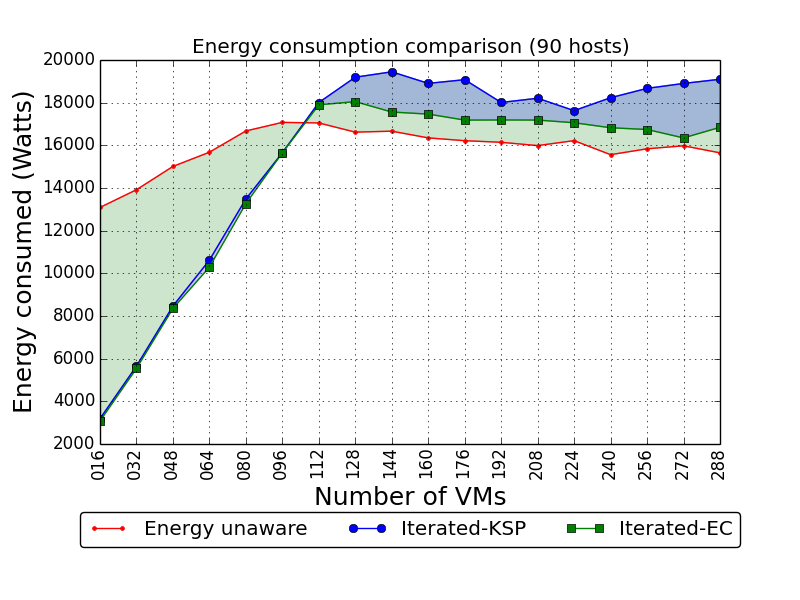 Energy consumption comparison (90 hosts)
20000
18000
16000
14000
12000
10000
8000
6000
4000
2000
Energy consumed (Watts)
016 032 048 064 080 096 112 128 144 160 176 192 208 224 240 256 272 288
Number of VMs
Energy unaware Iterated-KSP Iterated-EC